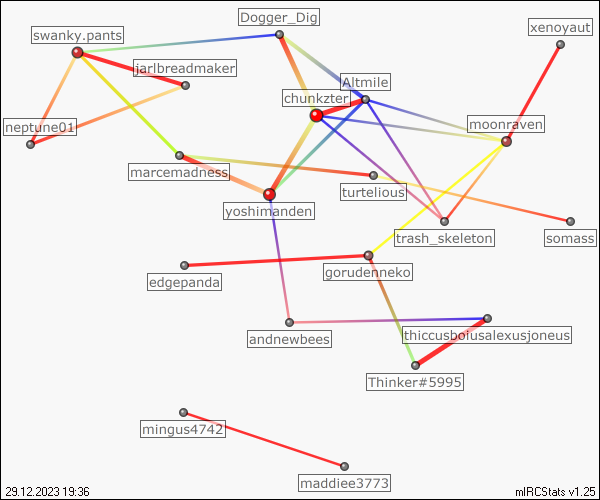 Dogger_Dig
xenoyaut
swanky.pants
jarlbreadmaker
Altmile
chunkzter
neptune01
moonraven
marcemadness
turtelious
yoshimanden
trash_skeleton
somass
edgepanda
gorudenneko
andnewbees
thiccusboiusalexusjoneus
Thinker#5995
mingus4742
maddiee3773
29.12.2023 19:36
mIRCStats v1.25